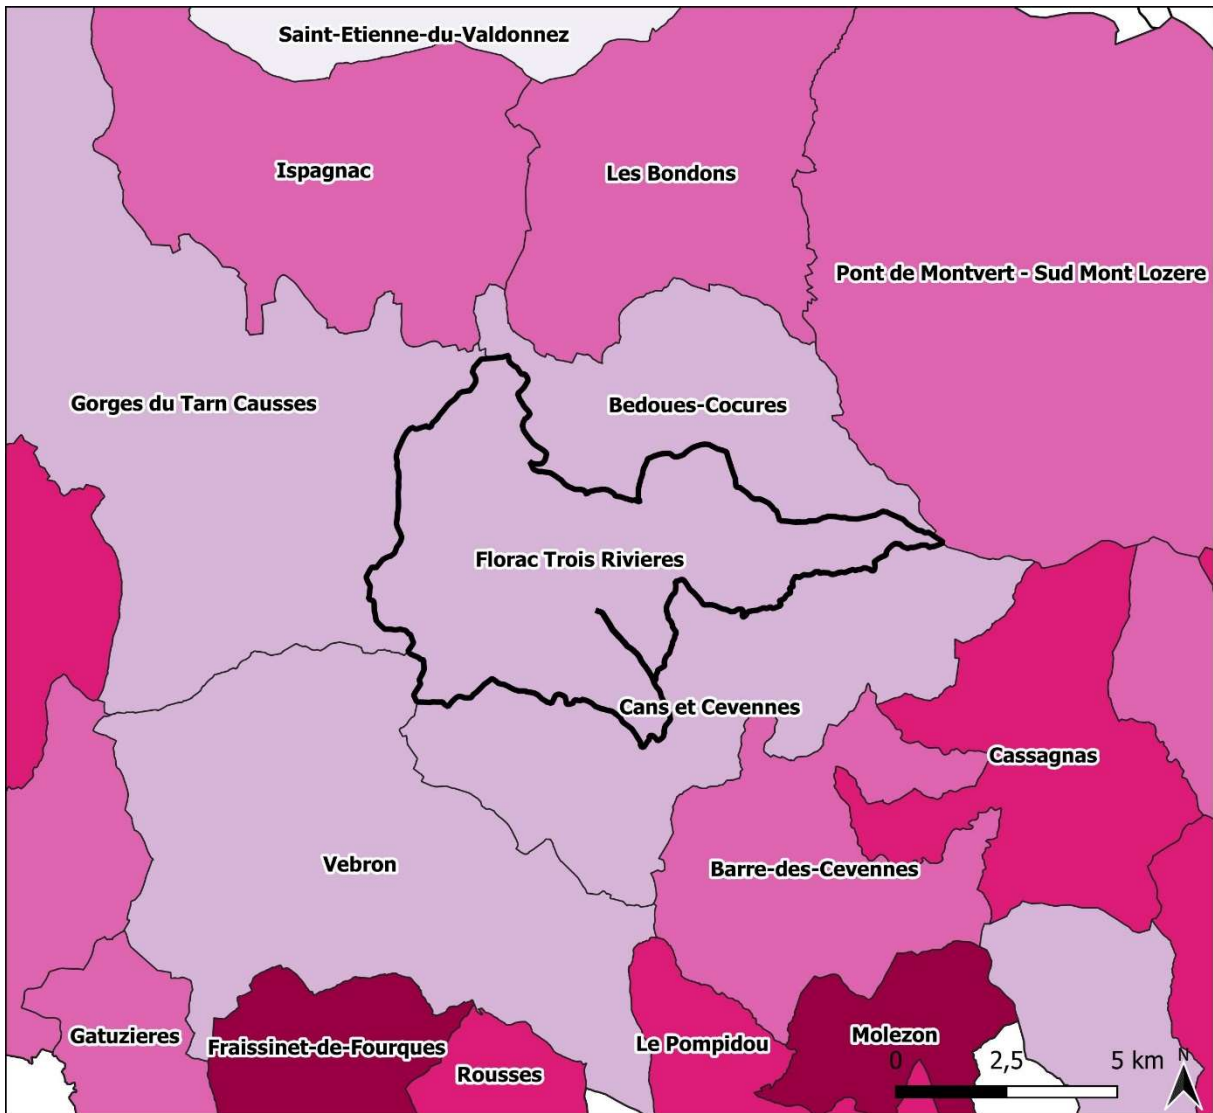 Saint-Etienne-du-Valdonnez
Ispagnac
Les Bondons
Pont de Montvert - Sud Mont Lozere
Gorges du Tarn Causses
Bedoues-Cocures
Florac Trois Rivieres
Cans et Cevennes
Cassagnas
Vebron
Barre-des-Cevennes
Gatuzieres
Fraissinet-de-Fourques
Rousses
Le Pompidou
Molezon
0 2,5 5 km
N